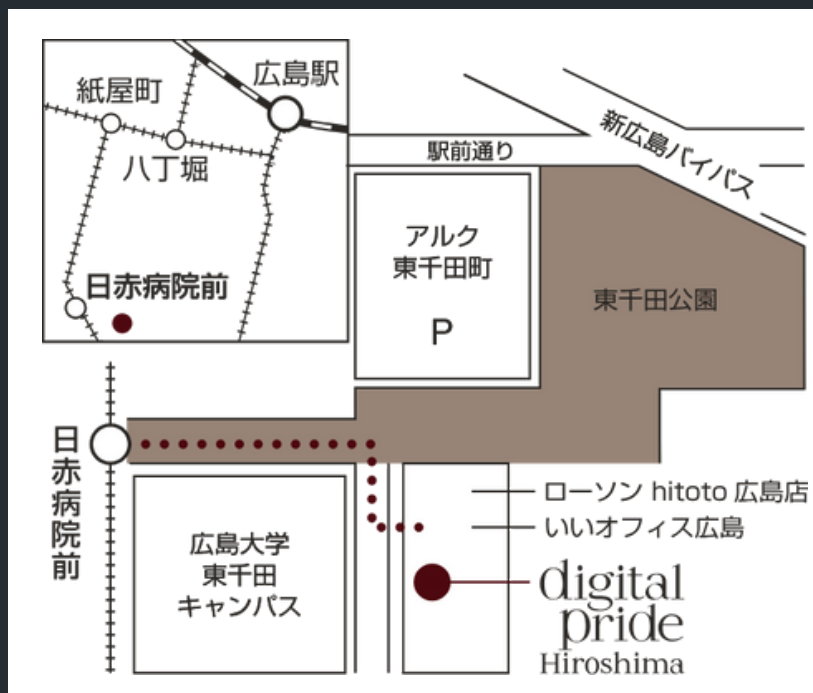 広島駅
紙屋町
八丁堀
日赤病院前
駅前通り
新広島バイパス
アルク
東千田町
P
東千田公園
日赤病院前
広島大学
東千田
キャンパス
ローソン hitoto 広島店
いいオフィス広島
digital
pride
Hiroshima